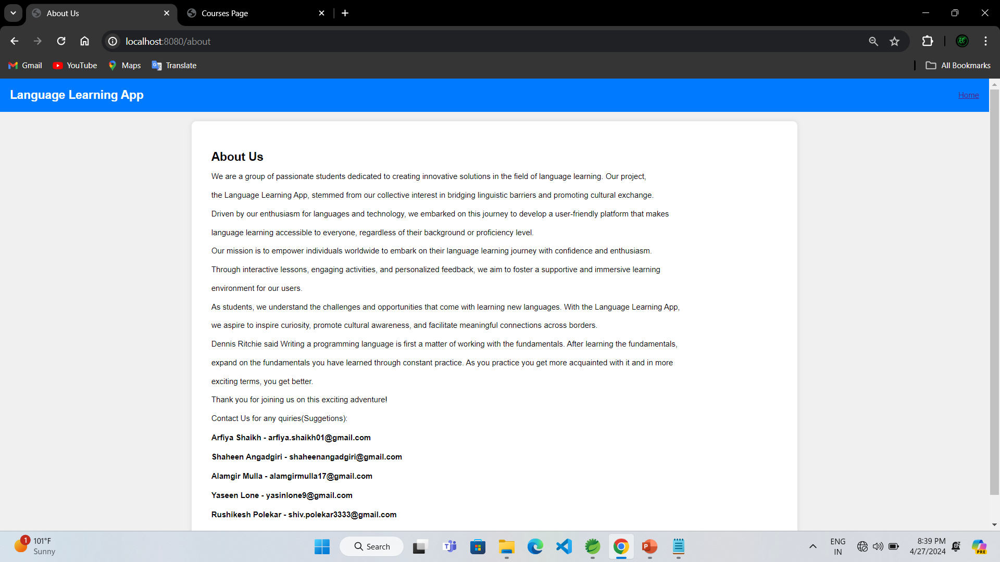 About Us
Courses Page
localhost:8080/about
Gmail
YouTube
Maps
Translate
All Bookmarks
Language Learning App
Home
About Us
We are a group of passionate students dedicated to creating innovative solutions in the field of language learning. Our project,
the Language Learning App, stemmed from our collective interest in bridging linguistic barriers and promoting cultural exchange.
Driven by our enthusiasm for languages and technology, we embarked on this journey to develop a user-friendly platform that makes
language learning accessible to everyone, regardless of their background or proficiency level.
Our mission is to empower individuals worldwide to embark on their language learning journey with confidence and enthusiasm.
Through interactive lessons, engaging activities, and personalized feedback, we aim to foster a supportive and immersive learning
environment for our users.
As students, we understand the challenges and opportunities that come with learning new languages. With the Language Learning App,
we aspire to inspire curiosity, promote cultural awareness, and facilitate meaningful connections across borders.
Dennis Ritchie said Writing a programming language is first a matter of working with the fundamentals. After learning the fundamentals,
expand on the fundamentals you have learned through constant practice. As you practice you get more acquainted with it and in more
exciting terms, you get better.
Thank you for joining us on this exciting adventure!
Contact Us for any quiries(Suggetions):
Arfiya Shaikh - arfiya.shaikh01@gmail.com
Shaheen Angadgiri - shaheenangadgiri@gmail.com
Alamgir Mulla - alamgirmulla17@gmail.com
Yaseen Lone - yasinlone9@gmail.com
Rushikesh Polekar - shiv.polekar3333@gmail.com
1
101°F
Sunny
Search
ENG
IN
8:39 PM
4/27/2024
PRE